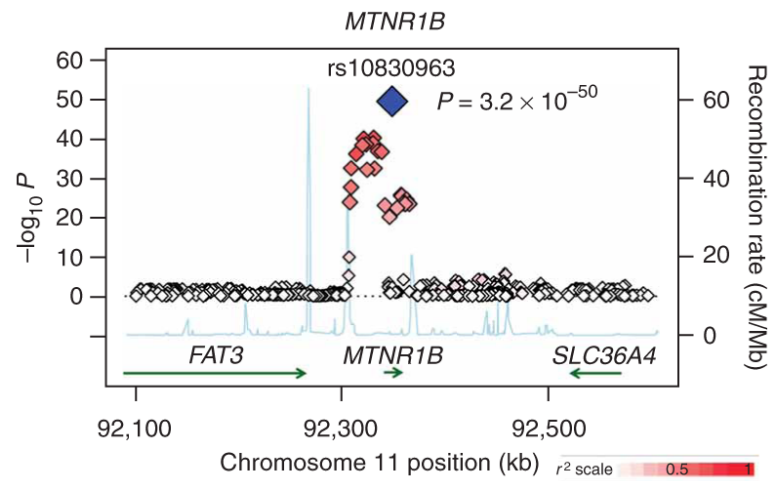 MTNR1B
rs10830963
P = 3.2 × 10⁻⁵⁰
60
50
40
30
20
10
0
–log₁₀ P
60
40
20
0
Recombination rate (cM/Mb)
FAT3
MTNR1B
SLC36A4
92,100
92,300
92,500
Chromosome 11 position (kb)
r² scale
0.5
1